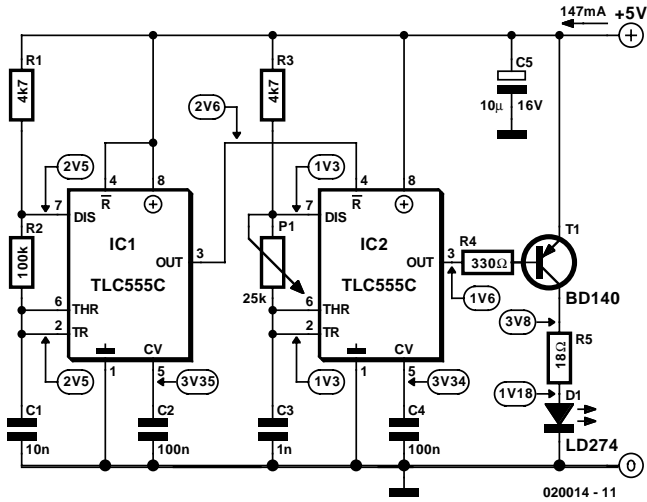 147mA
+5V
R1
4k7
R3
4k7
C5
10µ 16V
2V6
2V5
1V3
4
8
R
4
8
R
7
DIS
7
DIS
R2
100k
P1
25k
IC1
TLC555C
IC2
TLC555C
OUT
3
OUT
3
R4
330Ω
T1
BD140
6
THR
2
TR
6
THR
2
TR
1V6
3V8
R5
18Ω
2V5
1V3
1
CV
5
3V35
1
CV
5
3V34
1V18
D1
LD274
C1
10n
C2
100n
C3
1n
C4
100n
0
020014 - 11